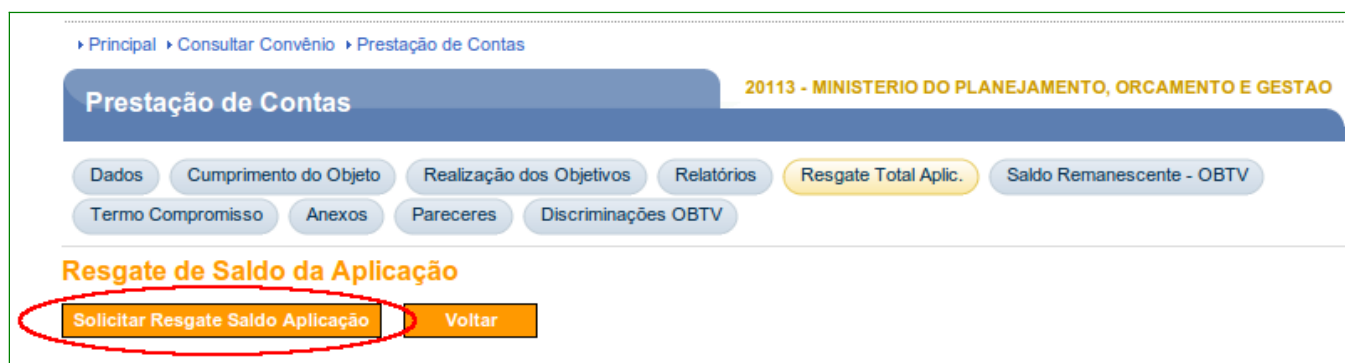 Principal Consultar Convênio Prestação de Contas
20113 - MINISTERIO DO PLANEJAMENTO, ORCAMENTO E GESTAO
Prestação de Contas
Dados Cumprimento do Objeto Realização dos Objetivos Relatórios Resgate Total Aplic. Saldo Remanescente - OBTV
Termo Compromisso Anexos Pareceres Discriminações OBTV
Resgate de Saldo da Aplicação
Solicitar Resgate Saldo Aplicação Voltar